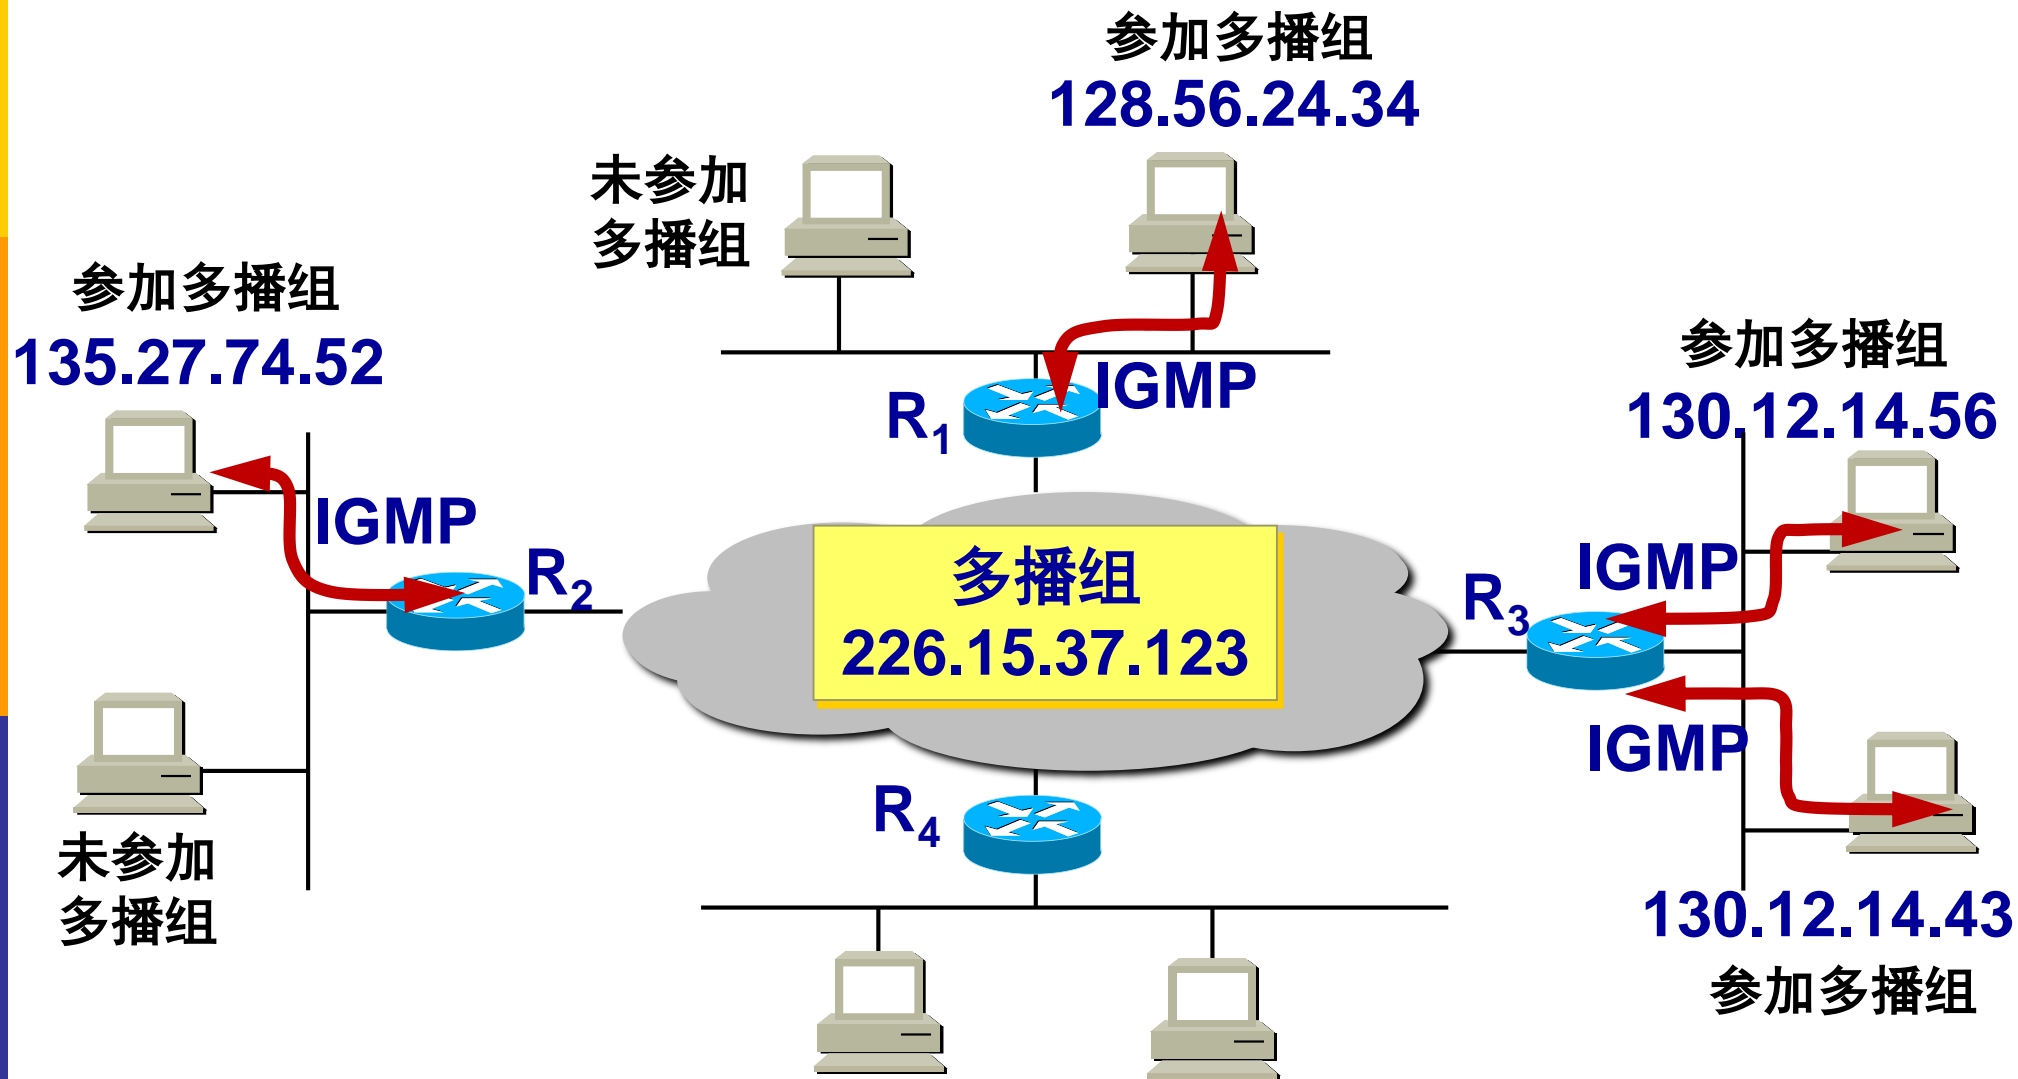 参加多播组
128.56.24.34
未参加
多播组
参加多播组
135.27.74.52
IGMP
R1
参加多播组
130.12.14.56
IGMP
R2
多播组
226.15.37.123
R3
IGMP
IGMP
R4
未参加
多播组
130.12.14.43
参加多播组